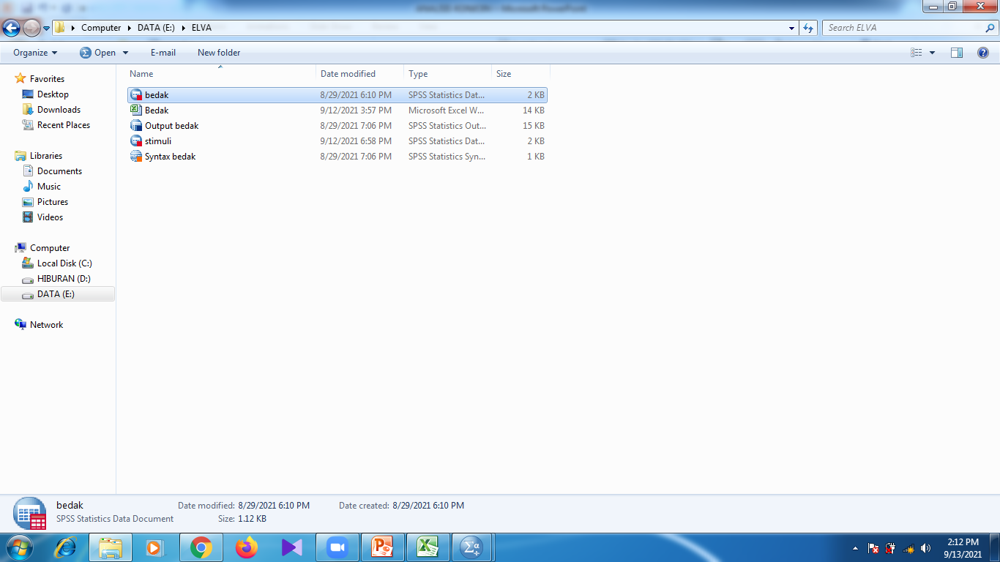 Computer DATA (E:) ELVA Search ELVA
Organize Open E-mail New folder
Favorites
Desktop
Downloads
Recent Places
Libraries
Documents
Music
Pictures
Videos
Computer
Local Disk (C:)
HIBURAN (D:)
DATA (E:)
Network
Name Date modified Type Size
bedak 8/29/2021 6:10 PM SPSS Statistics Dat... 2 KB
Bedak 9/12/2021 3:57 PM Microsoft Excel W... 14 KB
Output bedak 8/29/2021 7:06 PM SPSS Statistics Out... 15 KB
stimuli 9/12/2021 6:58 PM SPSS Statistics Dat... 2 KB
Syntax bedak 8/29/2021 7:06 PM SPSS Statistics Syn... 1 KB
bedak Date modified: 8/29/2021 6:10 PM Date created: 8/29/2021 6:10 PM
SPSS Statistics Data Document Size: 1.12 KB
2:12 PM
9/13/2021